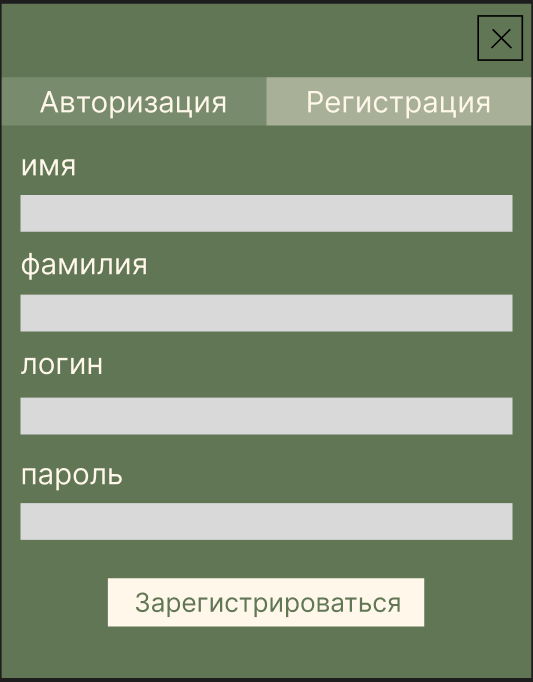 Авторизация Регистрация
имя
фамилия
логин
пароль
Зарегистрироваться